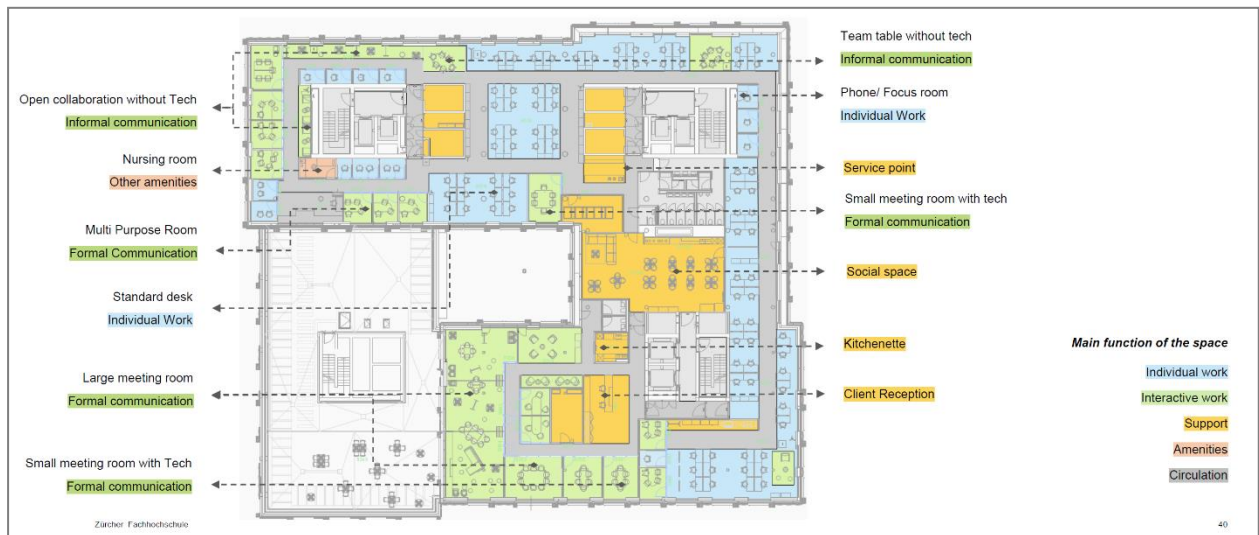 Open collaboration without Tech
Informal communication
Nursing room
Other amenities
Multi Purpose Room
Formal Communication
Standard desk
Individual Work
Large meeting room
Formal communication
Small meeting room with Tech
Formal communication
Team table without tech
Informal communication
Phone/ Focus room
Individual Work
Service point
Small meeting room with tech
Formal communication
Social space
Kitchenette
Client Reception
Main function of the space
Individual work
Interactive work
Support
Amenities
Circulation
Zürcher Fachhochschule
40